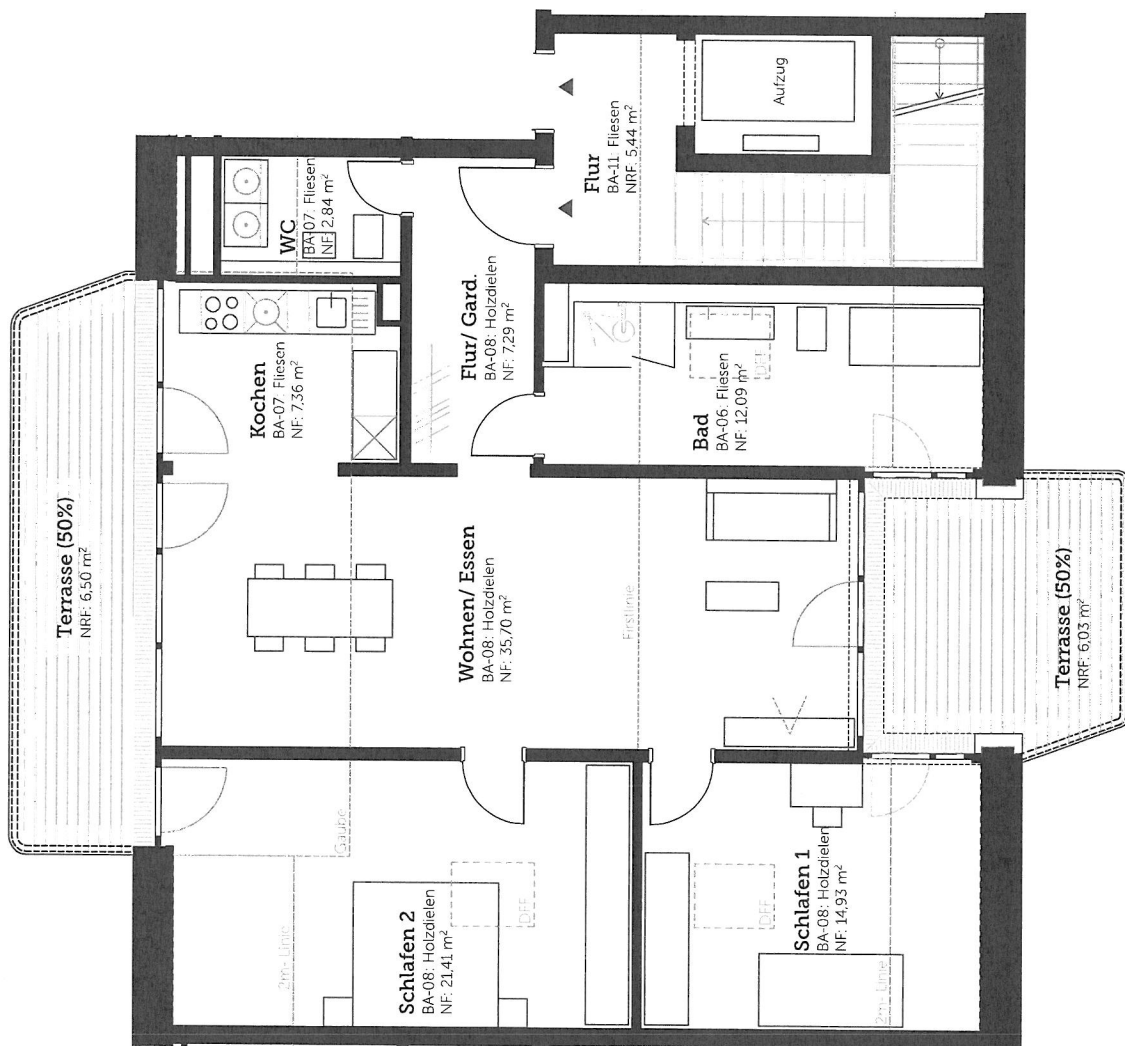 Terrasse (50%)
NRF: 6,50 m²
WC
BA-07: Fliesen
NF: 2,84 m²
Kochen
BA-07: Fliesen
NF: 7,36 m²
Flur/ Gard.
BA-08: Holzdielen
NF: 7,29 m²
Flur
BA-11: Fliesen
NRF: 5,44 m²
Aufzug
Bad
BA-06: Fliesen
NF: 12,09 m²
DFF
Wohnen/ Essen
BA-08: Holzdielen
NF: 35,70 m²
Firstlinie
Terrasse (50%)
NRF: 6,03 m²
Gaube
2m- Linie
Schlafen 2
BA-08: Holzdielen
NF: 21,41 m²
DFF
Schlafen 1
BA-08: Holzdielen
NF: 14,93 m²
DFF
2m- Linie